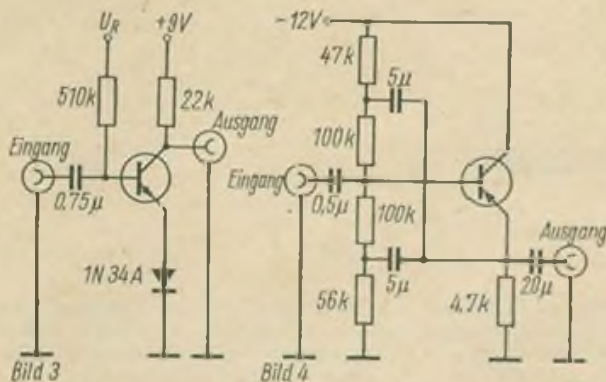 U_R
+9V
510k
22k
Ausgang
Eingang
0,75µ
1N 34A
Bild 3
-12V
47k
5µ
100k
Eingang
0,5µ
100k
Ausgang
5µ
20µ
56k
4.7k
Bild 4